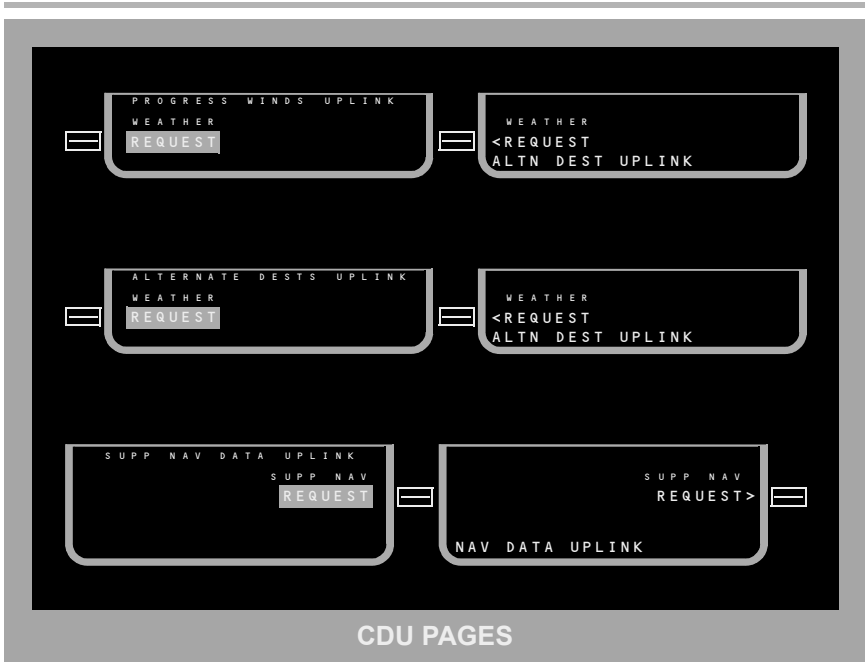 PROGRESS WINDS UPLINK
WEATHER
REQUEST
WEATHER
<REQUEST
ALTN DEST UPLINK
ALTERNATE DESTS UPLINK
WEATHER
REQUEST
WEATHER
<REQUEST
ALTN DEST UPLINK
SUPP NAV DATA UPLINK
SUPP NAV
REQUEST
SUPP NAV
REQUEST>
NAV DATA UPLINK
CDU PAGES